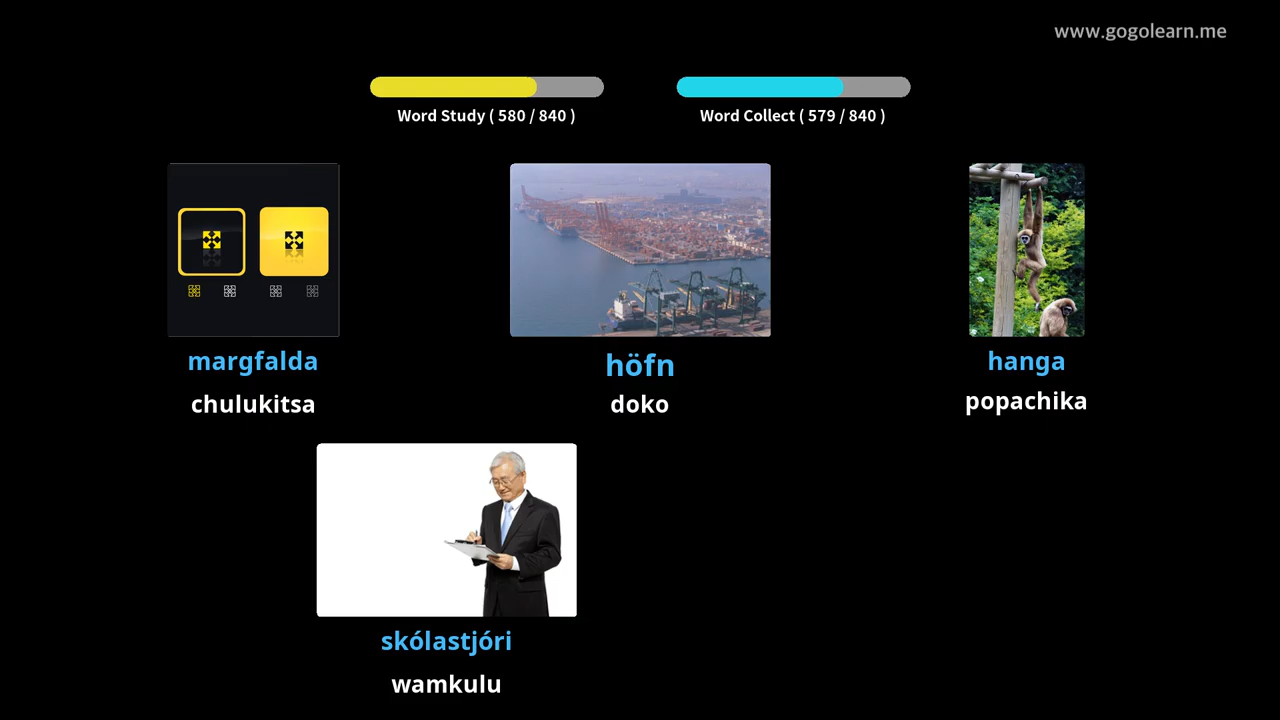 www.gogolearn.me
Word Study ( 580 / 840 )
Word Collect ( 579 / 840 )
margfalda
chulukitsa
höfn
doko
hanga
popachika
skólastjóri
wamkulu